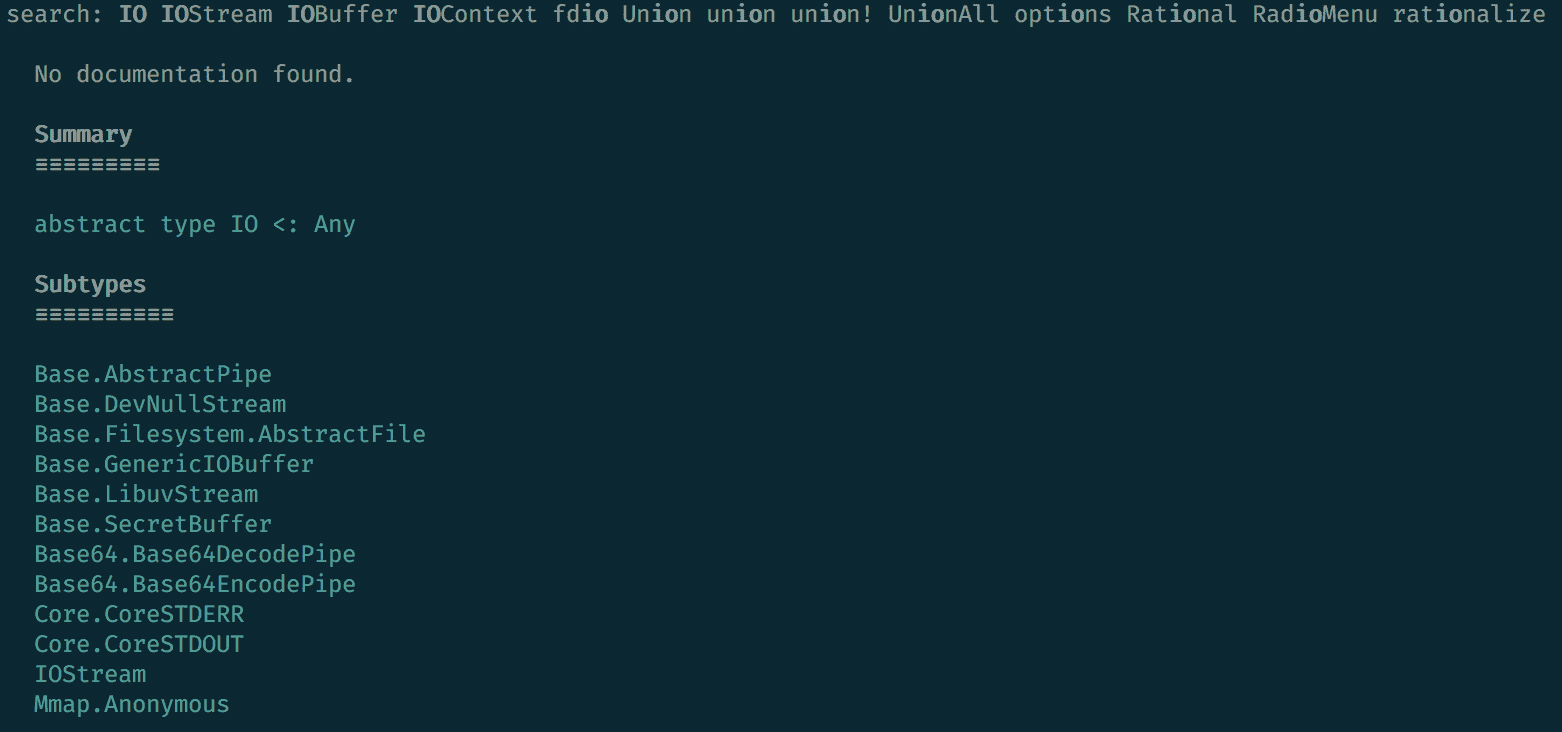 search: IO IOStream IOBuffer IOContext fdio Union union union! UnionAll options Rational RadioMenu rationalize
No documentation found.
Summary
≡≡≡≡≡≡≡≡≡
abstract type IO <: Any
Subtypes
≡≡≡≡≡≡≡≡≡≡
Base.AbstractPipe
Base.DevNullStream
Base.Filesystem.AbstractFile
Base.GenericIOBuffer
Base.LibuvStream
Base.SecretBuffer
Base64.Base64DecodePipe
Base64.Base64EncodePipe
Core.CoreSTDERR
Core.CoreSTDOUT
IOStream
Mmap.Anonymous